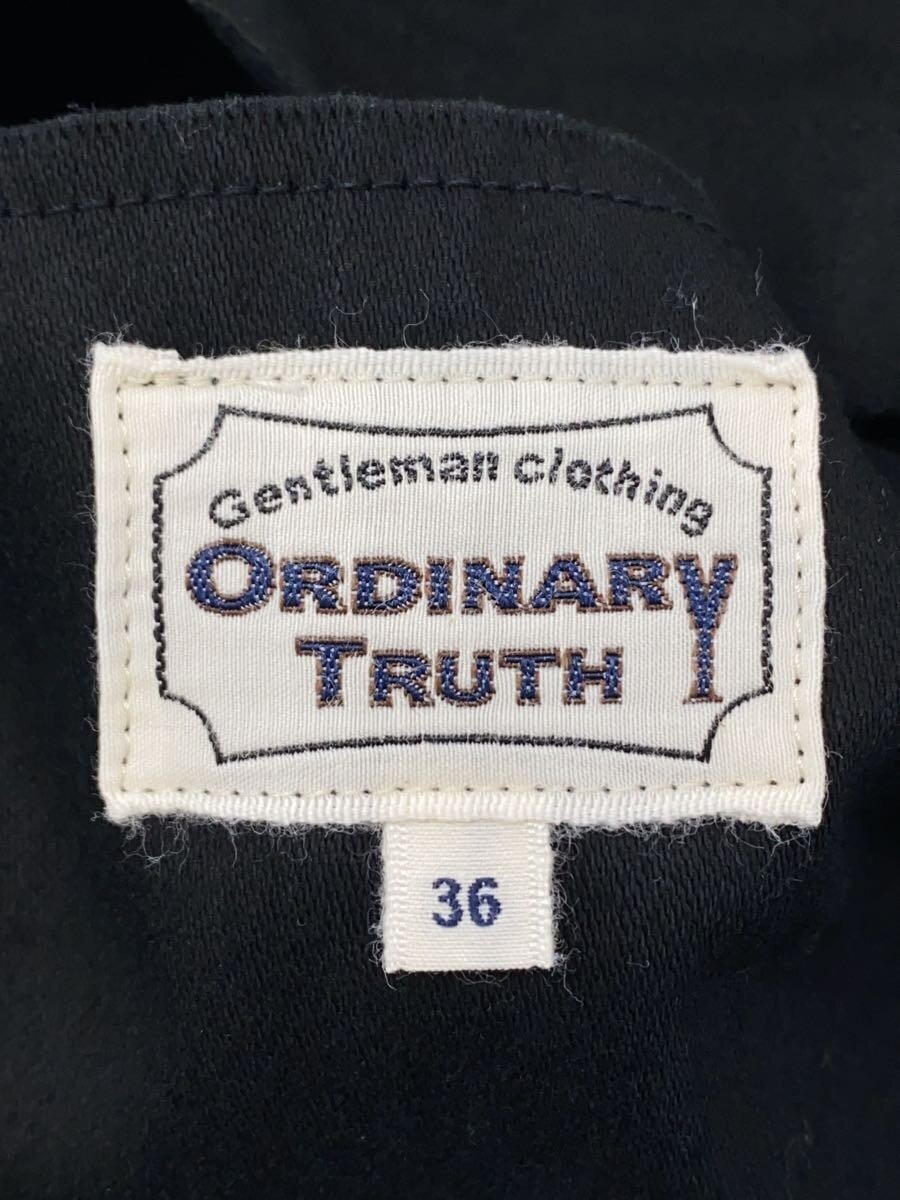 Gentleman clothing
ORDINARY
TRUTH
36